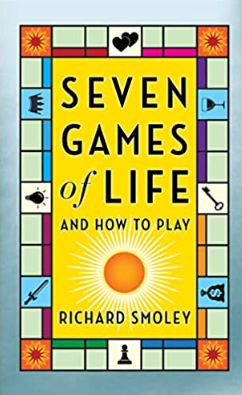 SEVEN
GAMES
of LIFE
AND HOW TO PLAY
RICHARD SMOLEY